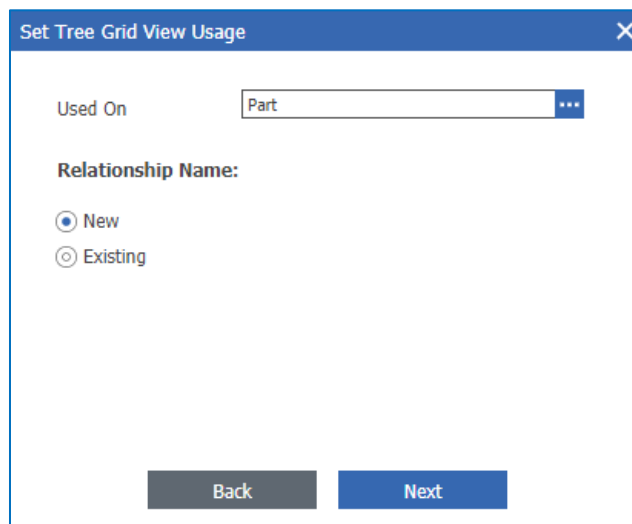 Set Tree Grid View Usage
Used On Part
Relationship Name:
New
Existing
Back Next